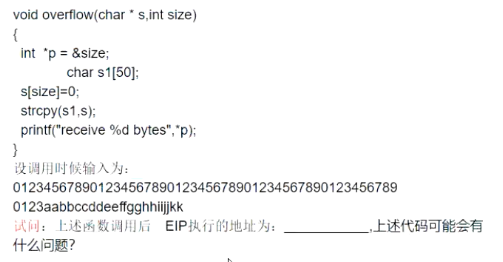 void overflow(char * s,int size)
{
int *p = &size;
char s1[50];
s[size]=0;
strcpy(s1,s);
printf("receive %d bytes",*p);
}
设调用时候输入为：
01234567890123456789012345678901234567890123456789
0123aabbccddeeffgghhiijjkk
试问：上述函数调用后 EIP执行的地址为：____________,上述代码可能会有
什么问题？